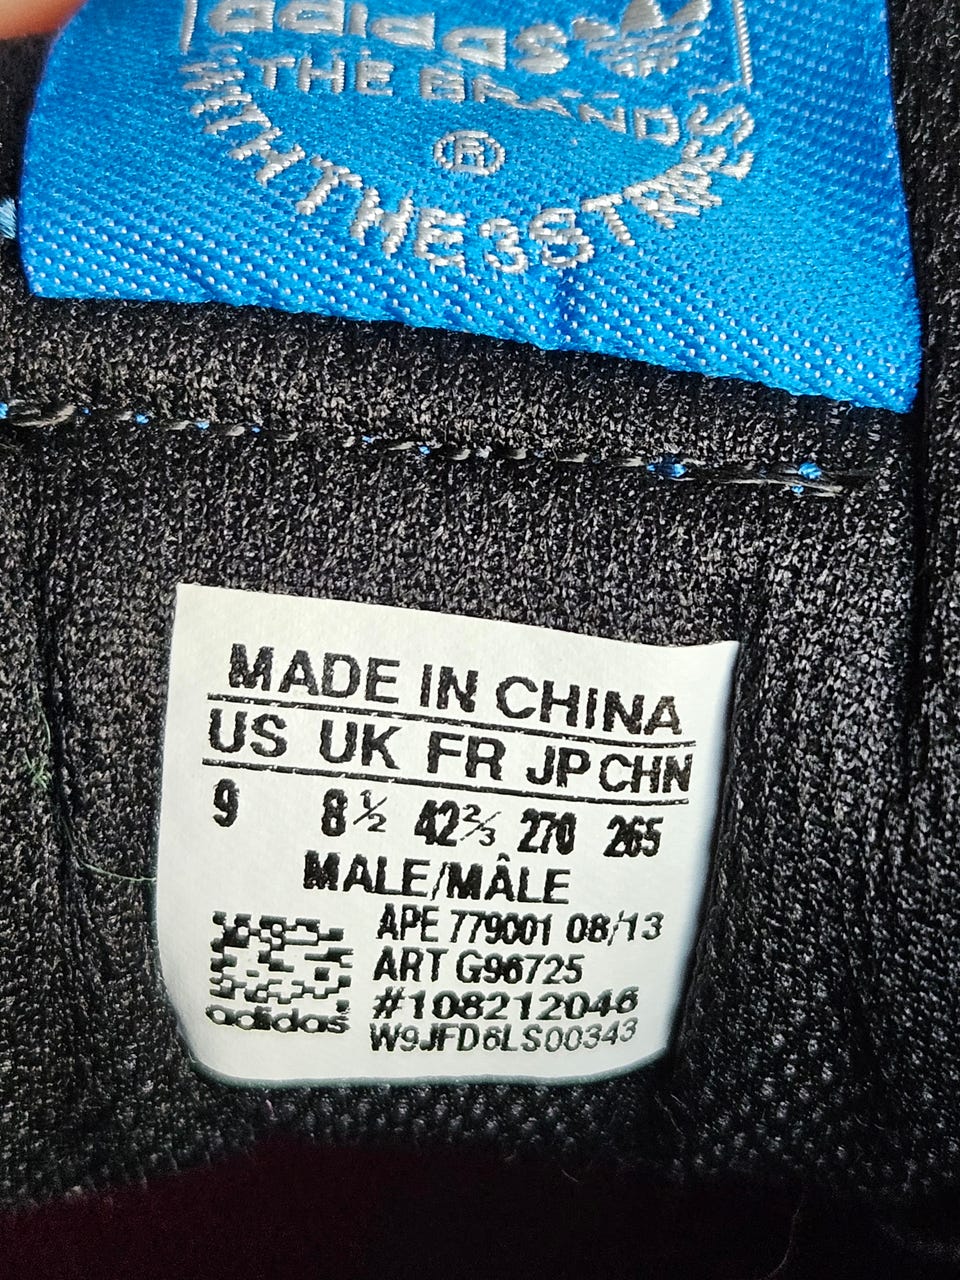 adidas
THE BRAND
WITH THE 3 STRIPES
®
MADE IN CHINA
US UK FR JP CHN
9 8½ 42⅔ 270 265
MALE/MÂLE
APE 779001 08/13
ART G96725
#108212046
adidas
W9JFD6LS00343